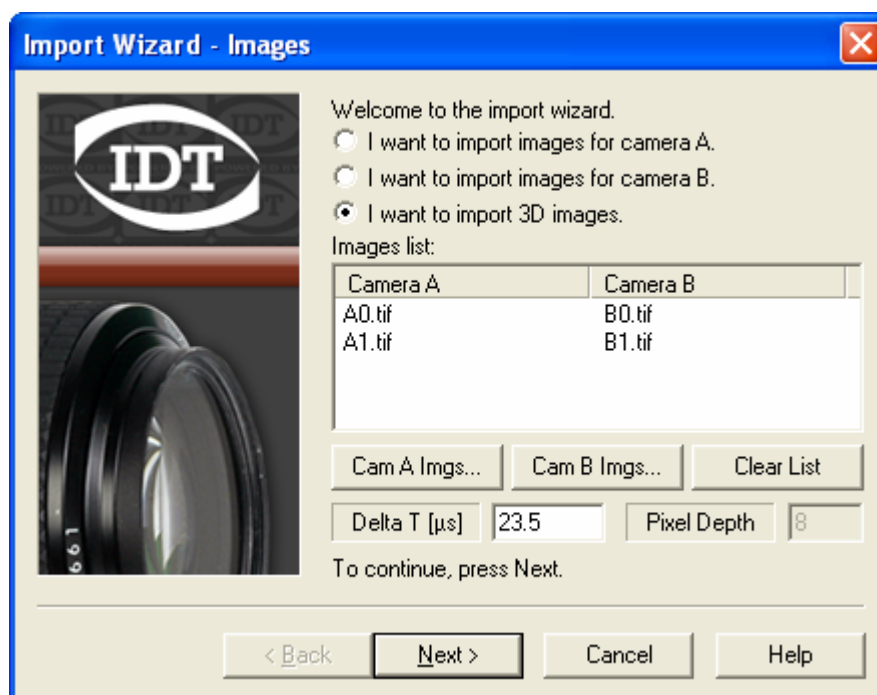 Import Wizard - Images
IDT
Welcome to the import wizard.
I want to import images for camera A.
I want to import images for camera B.
I want to import 3D images.
Images list:
Camera A Camera B
A0.tif B0.tif
A1.tif B1.tif
Cam A Imgs... Cam B Imgs... Clear List
Delta T [µs] 23.5 Pixel Depth 8
To continue, press Next.
< Back Next > Cancel Help